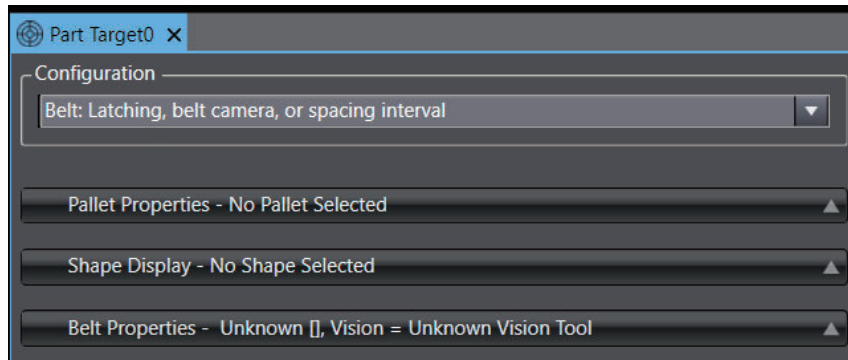 Part Target0
Configuration
Belt: Latching, belt camera, or spacing interval
Pallet Properties - No Pallet Selected
Shape Display - No Shape Selected
Belt Properties -  Unknown [], Vision = Unknown Vision Tool